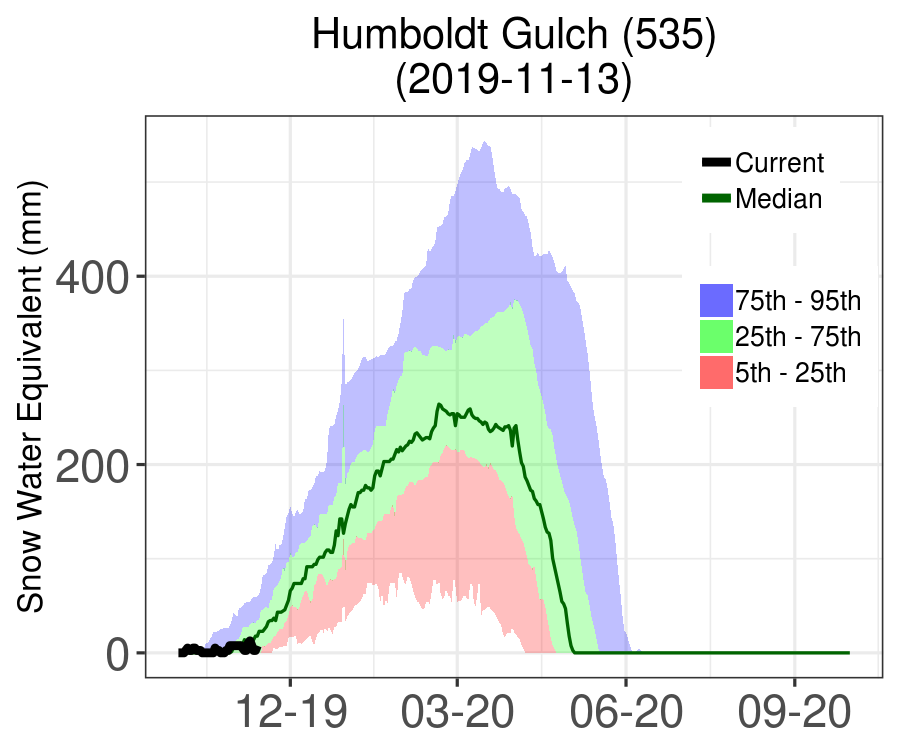 Humboldt Gulch (535)
(2019-11-13)
Snow Water Equivalent (mm)
400
200
0
12-19
03-20
06-20
09-20
Current
Median
75th - 95th
25th - 75th
5th - 25th